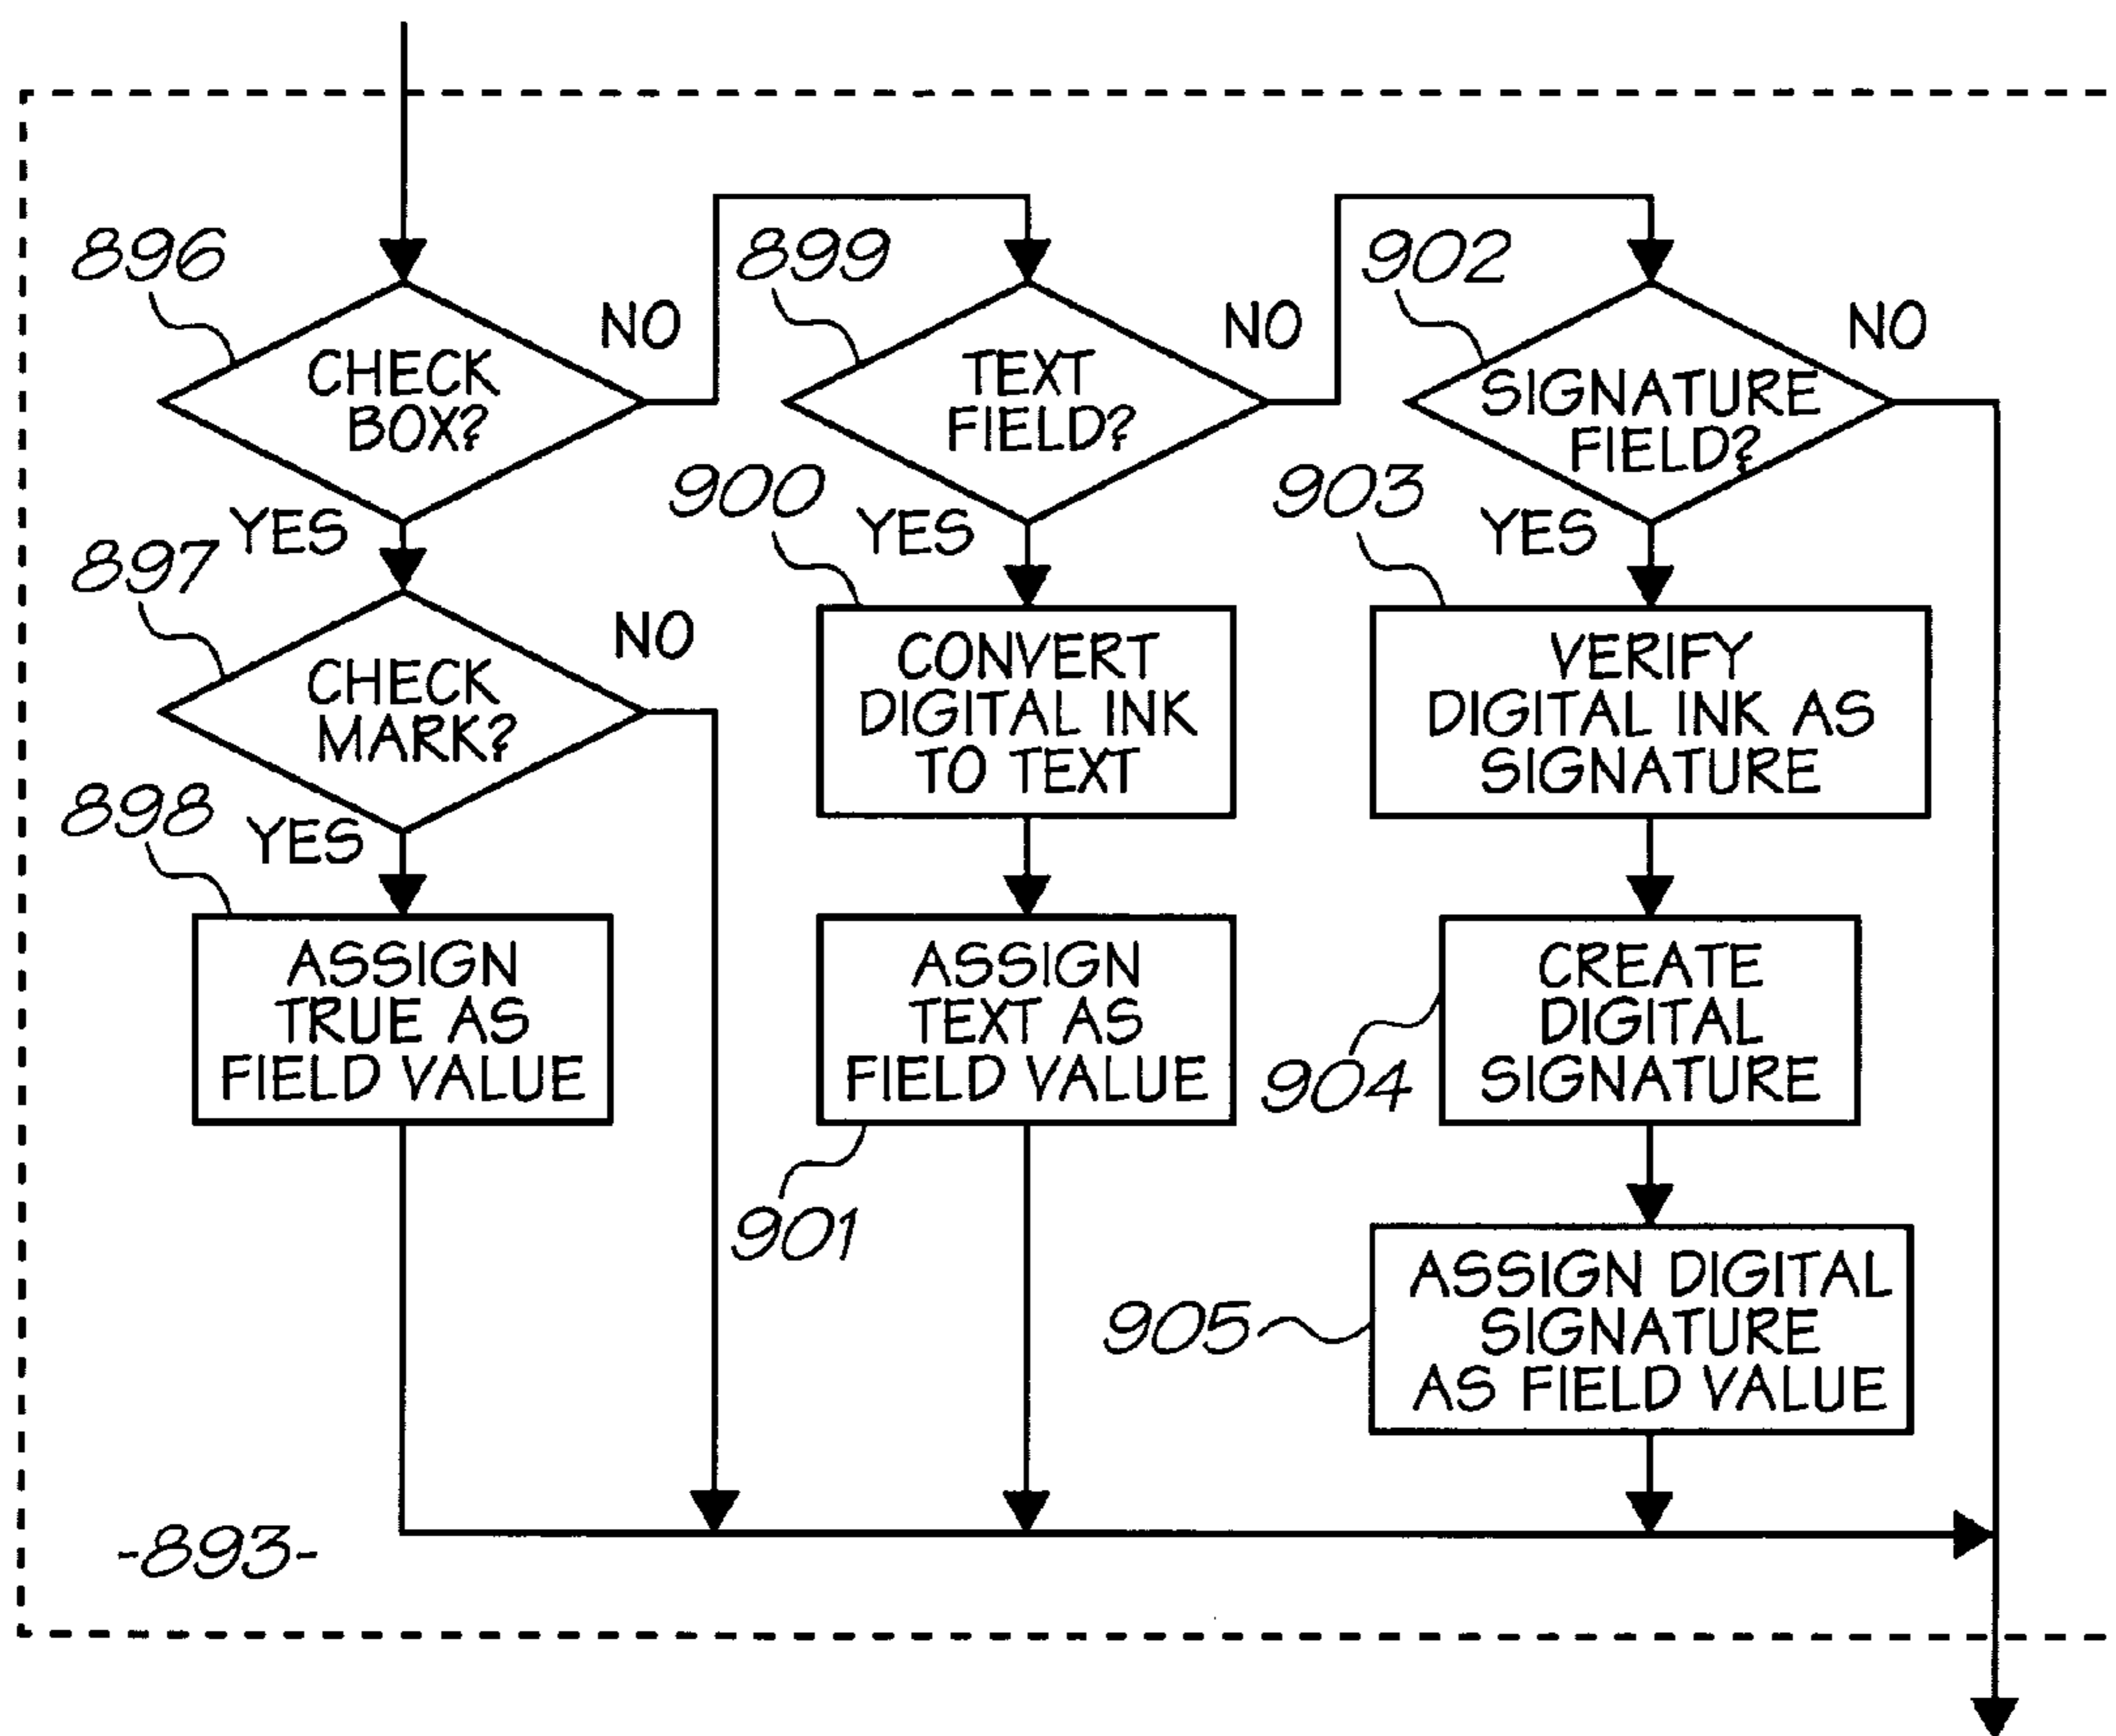 896
CHECK
BOX?
NO
YES
897
CHECK
MARK?
NO
YES
898
ASSIGN
TRUE AS
FIELD VALUE
899
TEXT
FIELD?
NO
YES
900
CONVERT
DIGITAL INK
TO TEXT
ASSIGN
TEXT AS
FIELD VALUE
901
902
SIGNATURE
FIELD?
NO
YES
903
VERIFY
DIGITAL INK AS
SIGNATURE
CREATE
DIGITAL
SIGNATURE
904
ASSIGN DIGITAL
SIGNATURE
AS FIELD VALUE
905
-893-